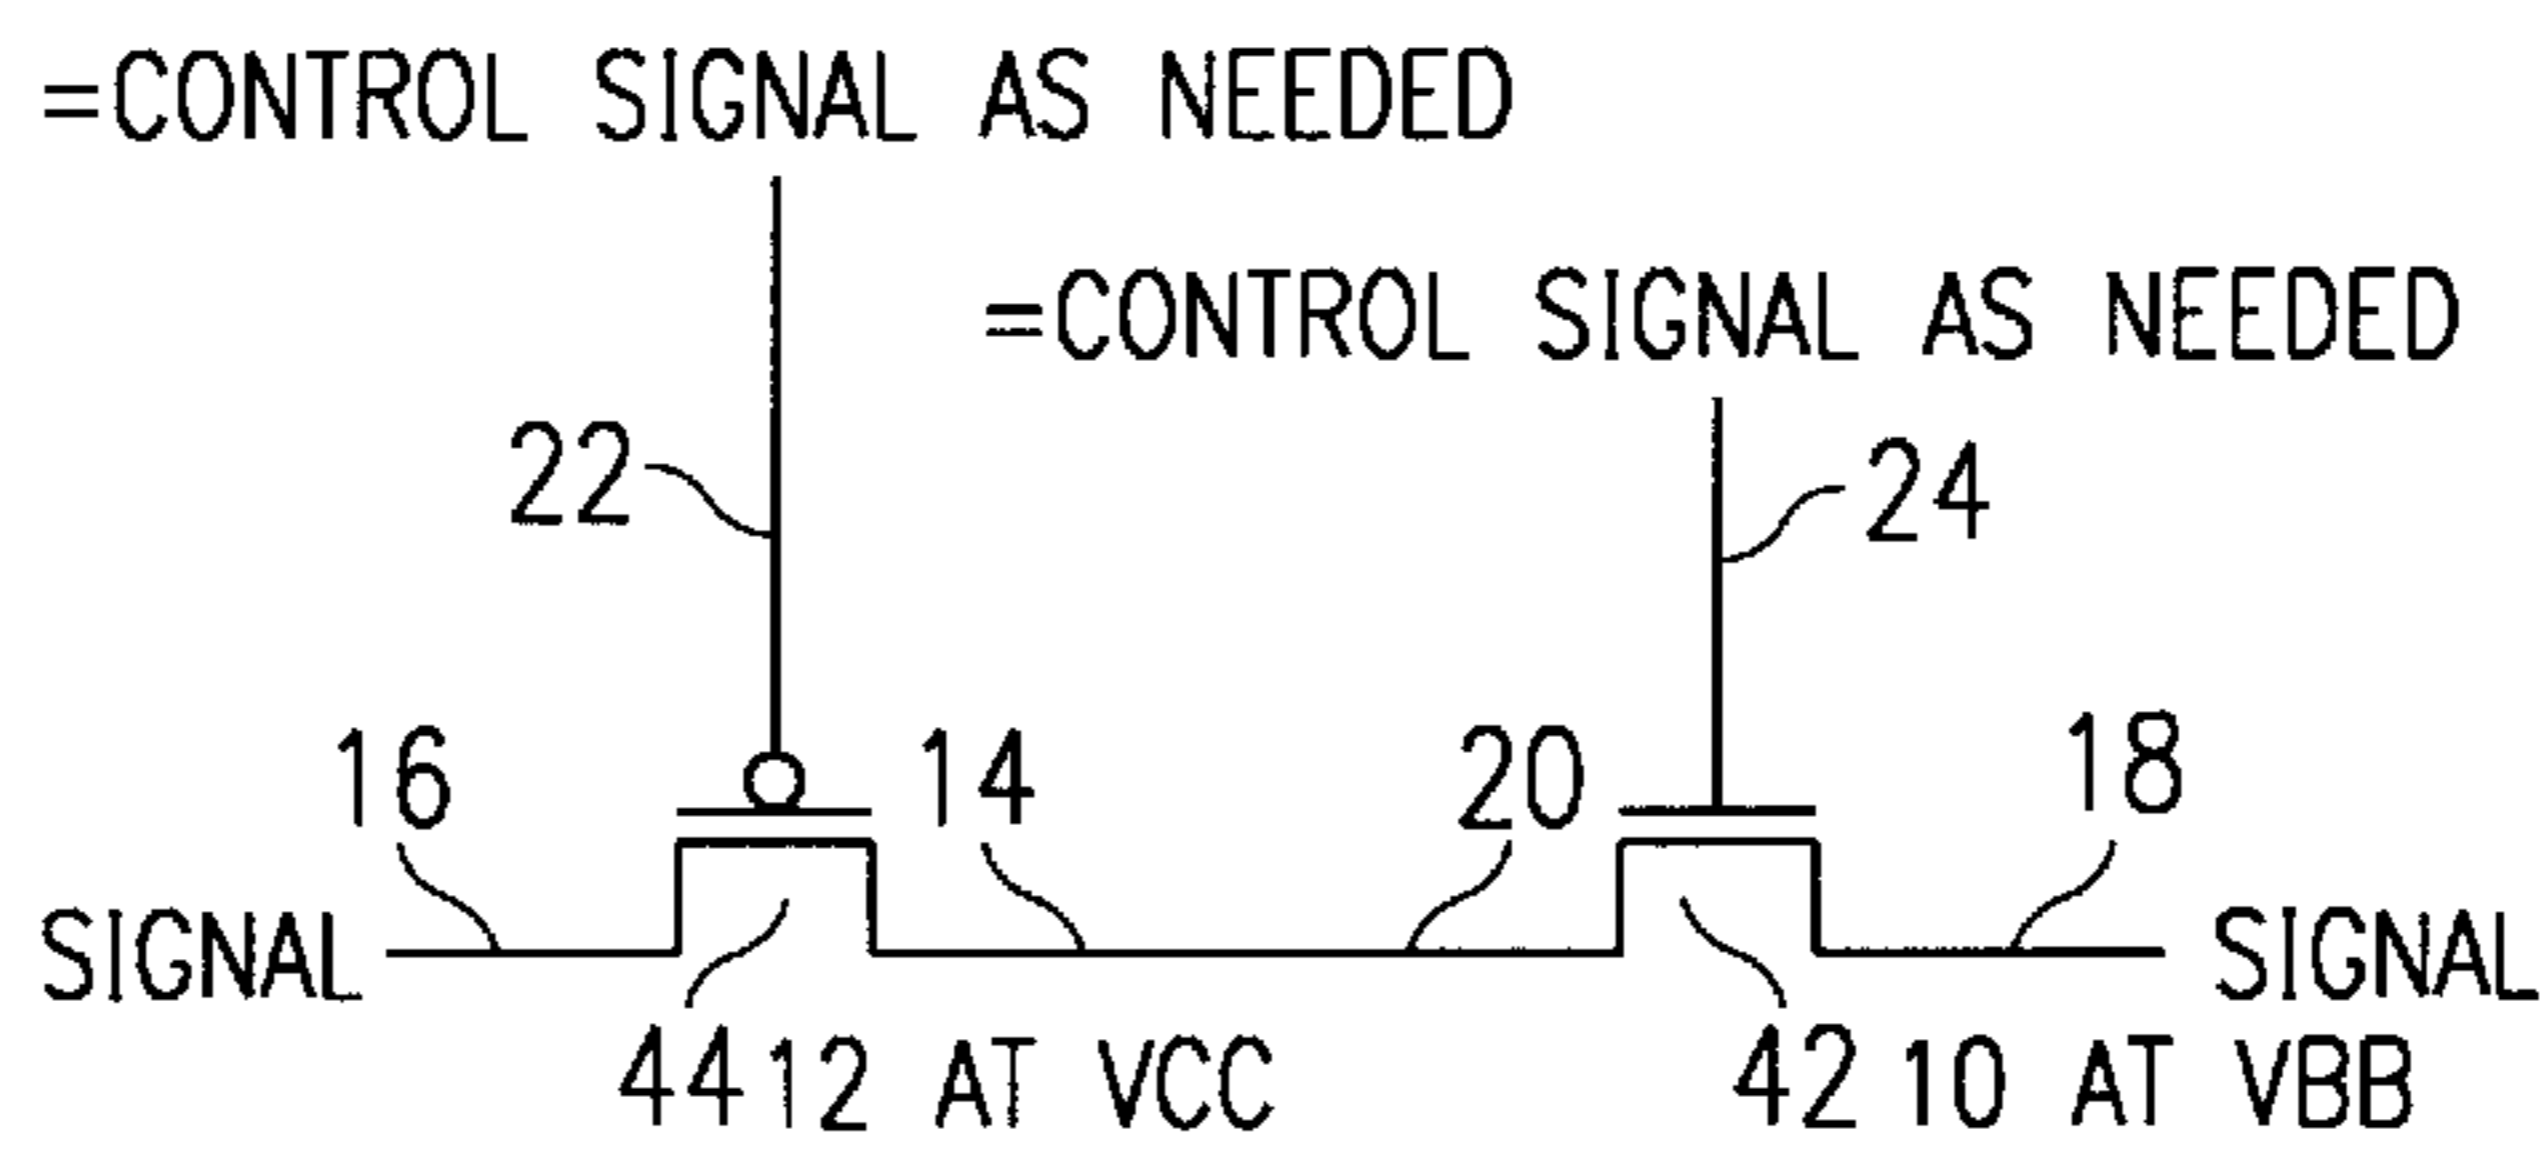 =CONTROL SIGNAL AS NEEDED
=CONTROL SIGNAL AS NEEDED
22
24
16
14
20
18
SIGNAL
SIGNAL
44 12 AT VCC
42 10 AT VBB